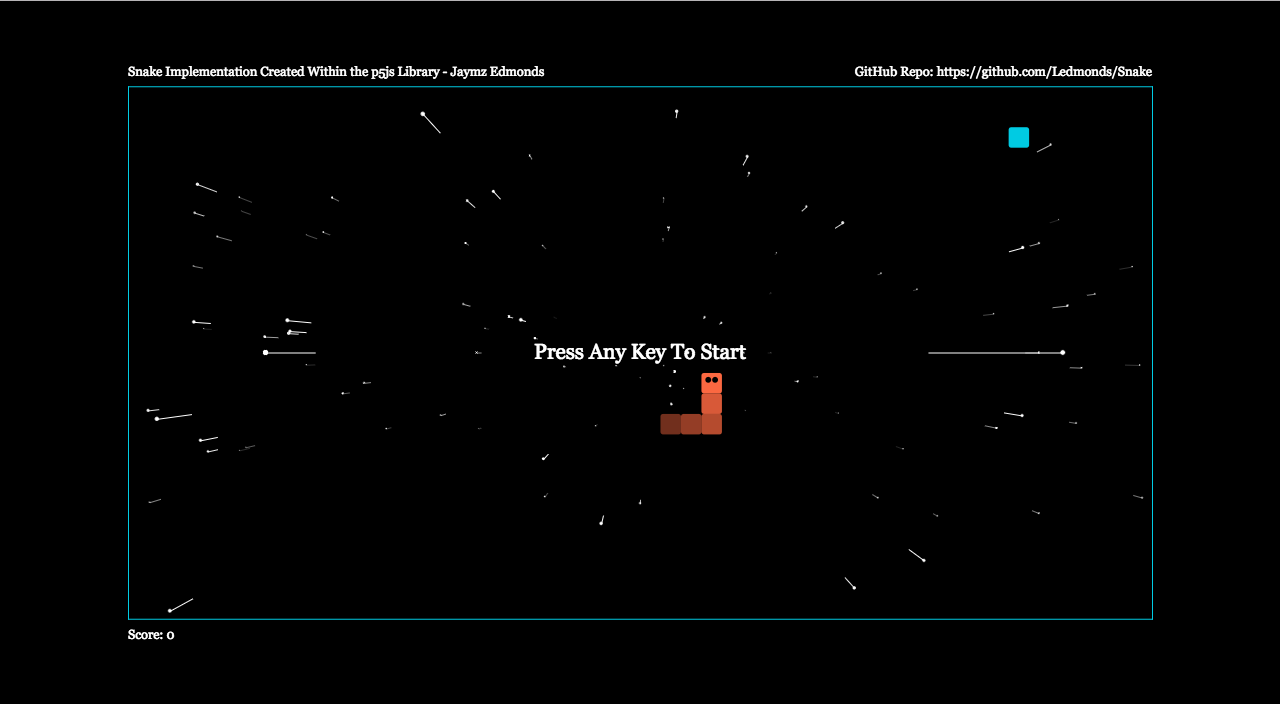 Snake Implementation Created Within the p5js Library - Jaymz Edmonds
GitHub Repo: https://github.com/Ledmonds/Snake
Press Any Key To Start
Score: 0